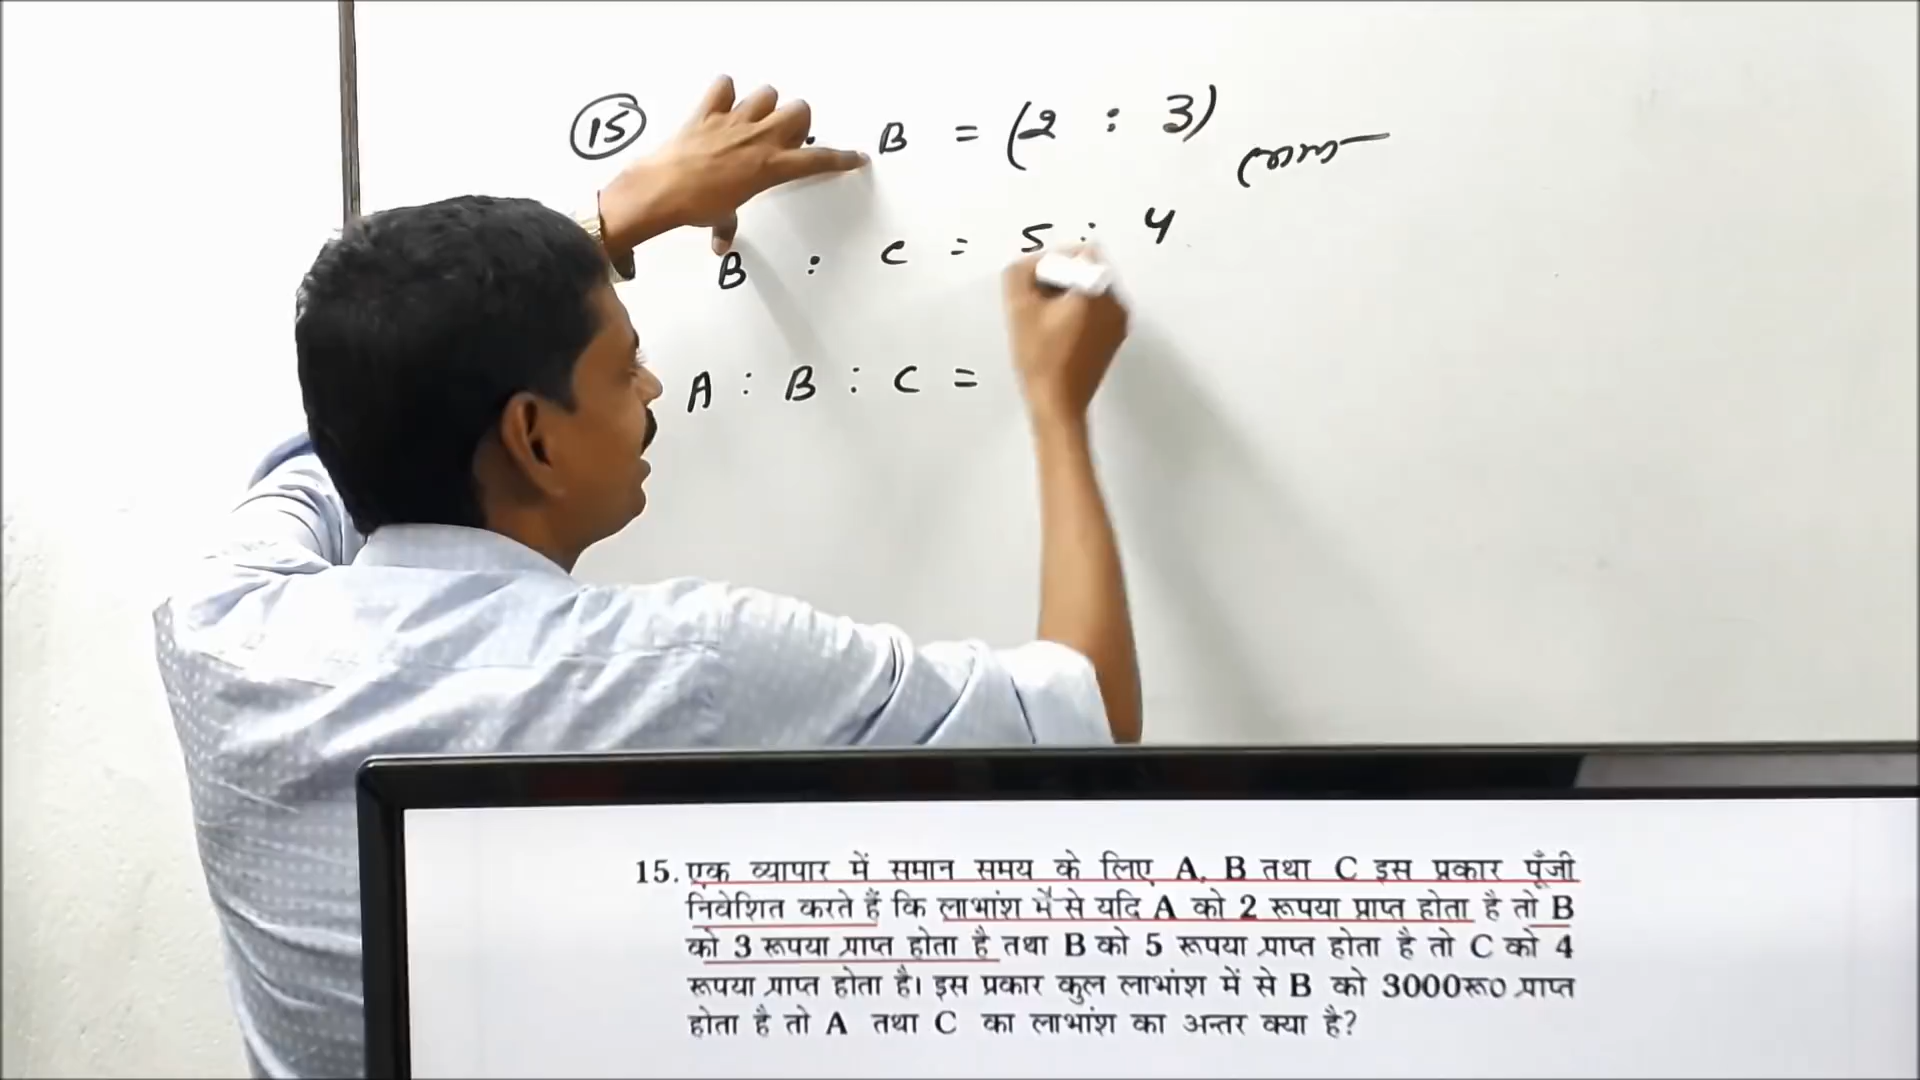 15 : B = (2 : 3)
B : C = 5 : 4
A : B : C =
15. एक व्यापार में समान समय के लिए A, B तथा C इस प्रकार पूँजी
निवेशित करते हैं कि लाभांश में से यदि A को 2 रूपया प्राप्त होता है तो B
को 3 रूपया प्राप्त होता है तथा B को 5 रूपया प्राप्त होता है तो C को 4
रूपया प्राप्त होता है। इस प्रकार कुल लाभांश में से B को 3000रू0 प्राप्त
होता है तो A तथा C का लाभांश का अन्तर क्या है?